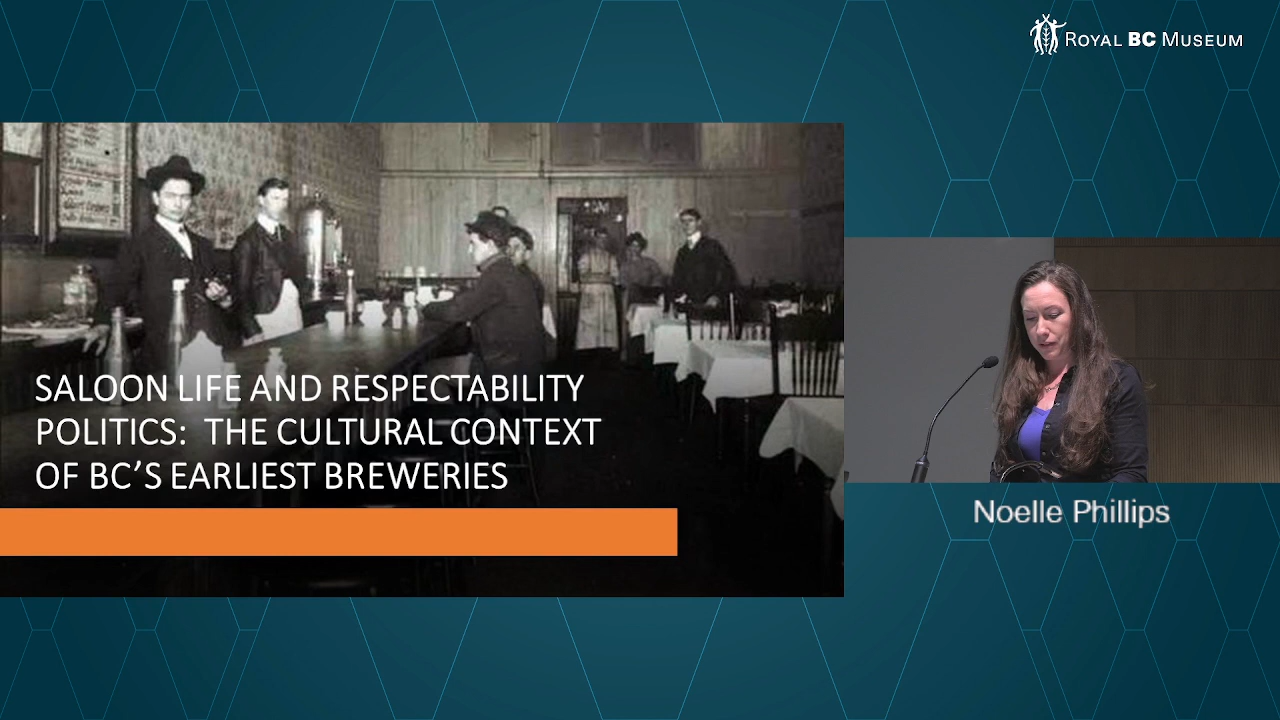 ROYAL BC MUSEUM
SALOON LIFE AND RESPECTABILITY
POLITICS: THE CULTURAL CONTEXT
OF BC'S EARLIEST BREWERIES
Noelle Phillips